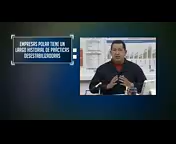 EMPRESAS POLAR TIENE UN
LARGO HISTORIAL DE PRÁCTICAS
DESESTABILIZADORAS